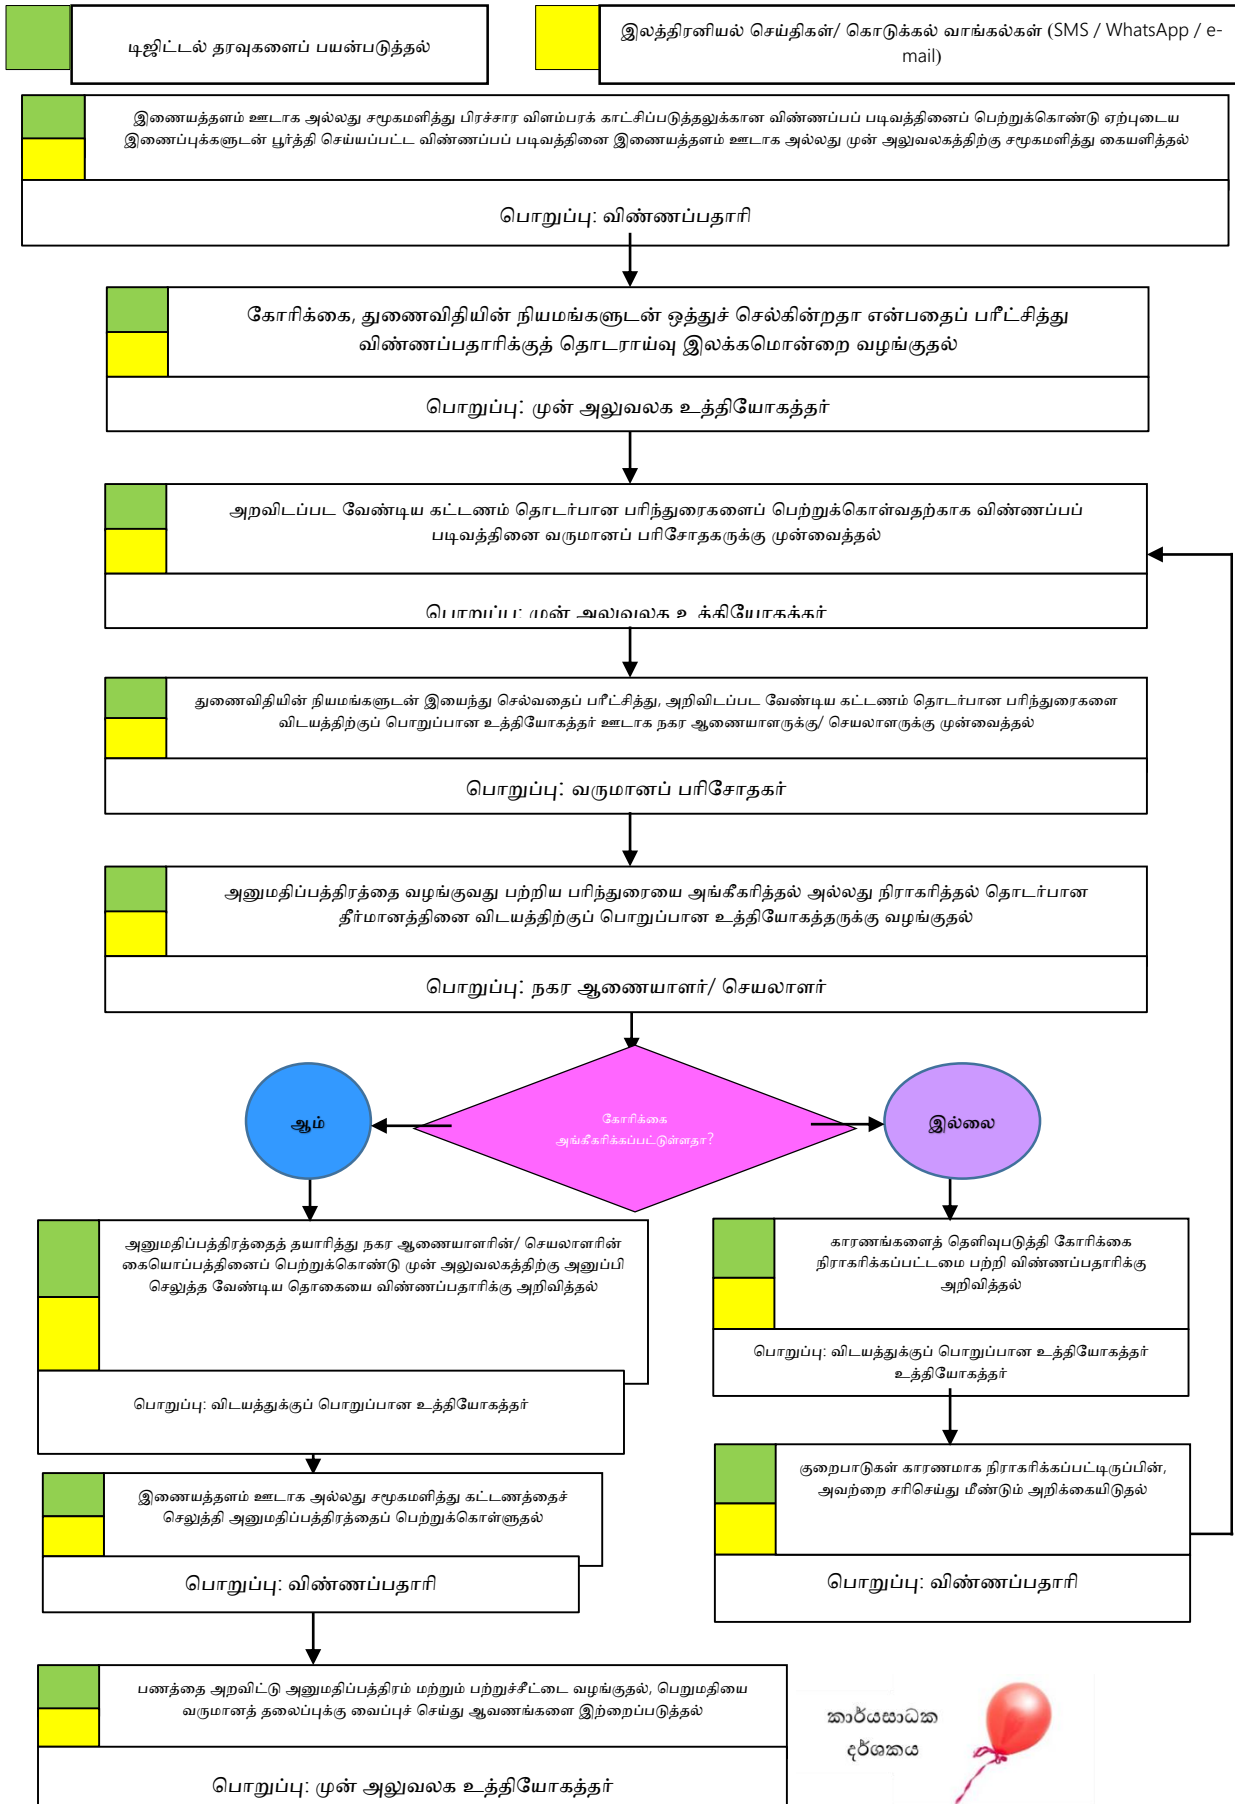 டிஜிட்டல் தரவுகளைப் பயன்படுத்தல்
இலத்திரனியல் செய்திகள்/ கொடுக்கல் வாங்கல்கள் (SMS / WhatsApp / e-
mail)
இணையத்தளம் ஊடாக அல்லது சமூகமளித்து பிரச்சார விளம்பரக் காட்சிப்படுத்தலுக்கான விண்ணப்பப் படிவத்தினைப் பெற்றுக்கொண்டு ஏற்புடைய
இணைப்புக்களுடன் பூர்த்தி செய்யப்பட்ட விண்ணப்பப் படிவத்தினை இணையத்தளம் ஊடாக அல்லது முன் அலுவலகத்திற்கு சமூகமளித்து கையளித்தல்
பொறுப்பு: விண்ணப்பதாரி
கோரிக்கை, துணைவிதியின் நியமங்களுடன் ஒத்துச் செல்கின்றதா என்பதைப் பரீட்சித்து
விண்ணப்பதாரிக்குத் தொடராய்வு இலக்கமொன்றை வழங்குதல்
பொறுப்பு: முன் அலுவலக உத்தியோகத்தர்
அறவிடப்பட வேண்டிய கட்டணம் தொடர்பான பரிந்துரைகளைப் பெற்றுக்கொள்வதற்காக விண்ணப்பப்
படிவத்தினை வருமானப் பரிசோதகருக்கு முன்வைத்தல்
பொறுப்பு: முன் அலுவலக உத்தியோகத்தர்
துணைவிதியின் நியமங்களுடன் இயைந்து செல்வதைப் பரீட்சித்து, அறிவிடப்பட வேண்டிய கட்டணம் தொடர்பான பரிந்துரைகளை
விடயத்திற்குப் பொறுப்பான உத்தியோகத்தர் ஊடாக நகர ஆணையாளருக்கு/ செயலாளருக்கு முன்வைத்தல்
பொறுப்பு: வருமானப் பரிசோதகர்
அனுமதிப்பத்திரத்தை வழங்குவது பற்றிய பரிந்துரையை அங்கீகரித்தல் அல்லது நிராகரித்தல் தொடர்பான
தீர்மானத்தினை விடயத்திற்குப் பொறுப்பான உத்தியோகத்தருக்கு வழங்குதல்
பொறுப்பு: நகர ஆணையாளர்/ செயலாளர்
ஆம்
கோரிக்கை
அங்கீகரிக்கப்பட்டுள்ளதா?
இல்லை
அனுமதிப்பத்திரத்தைத் தயாரித்து நகர ஆணையாளரின்/ செயலாளரின்
கையொப்பத்தினைப் பெற்றுக்கொண்டு முன் அலுவலகத்திற்கு அனுப்பி
செலுத்த வேண்டிய தொகையை விண்ணப்பதாரிக்கு அறிவித்தல்
பொறுப்பு: விடயத்துக்குப் பொறுப்பான உத்தியோகத்தர்
காரணங்களைத் தெளிவுபடுத்தி கோரிக்கை
நிராகரிக்கப்பட்டமை பற்றி விண்ணப்பதாரிக்கு
அறிவித்தல்
பொறுப்பு: விடயத்துக்குப் பொறுப்பான உத்தியோகத்தர்
உத்தியோகத்தர்
இணையத்தளம் ஊடாக அல்லது சமூகமளித்து கட்டணத்தைச்
செலுத்தி அனுமதிப்பத்திரத்தைப் பெற்றுக்கொள்ளுதல்
பொறுப்பு: விண்ணப்பதாரி
குறைபாடுகள் காரணமாக நிராகரிக்கப்பட்டிருப்பின்,
அவற்றை சரிசெய்து மீண்டும் அறிக்கையிடுதல்
பொறுப்பு: விண்ணப்பதாரி
பணத்தை அறவிட்டு அனுமதிப்பத்திரம் மற்றும் பற்றுச்சீட்டை வழங்குதல், பெறுமதியை
வருமானத் தலைப்புக்கு வைப்புச் செய்து ஆவணங்களை இற்றைப்படுத்தல்
பொறுப்பு: முன் அலுவலக உத்தியோகத்தர்
කාර්යසාධක
දර්ශකය